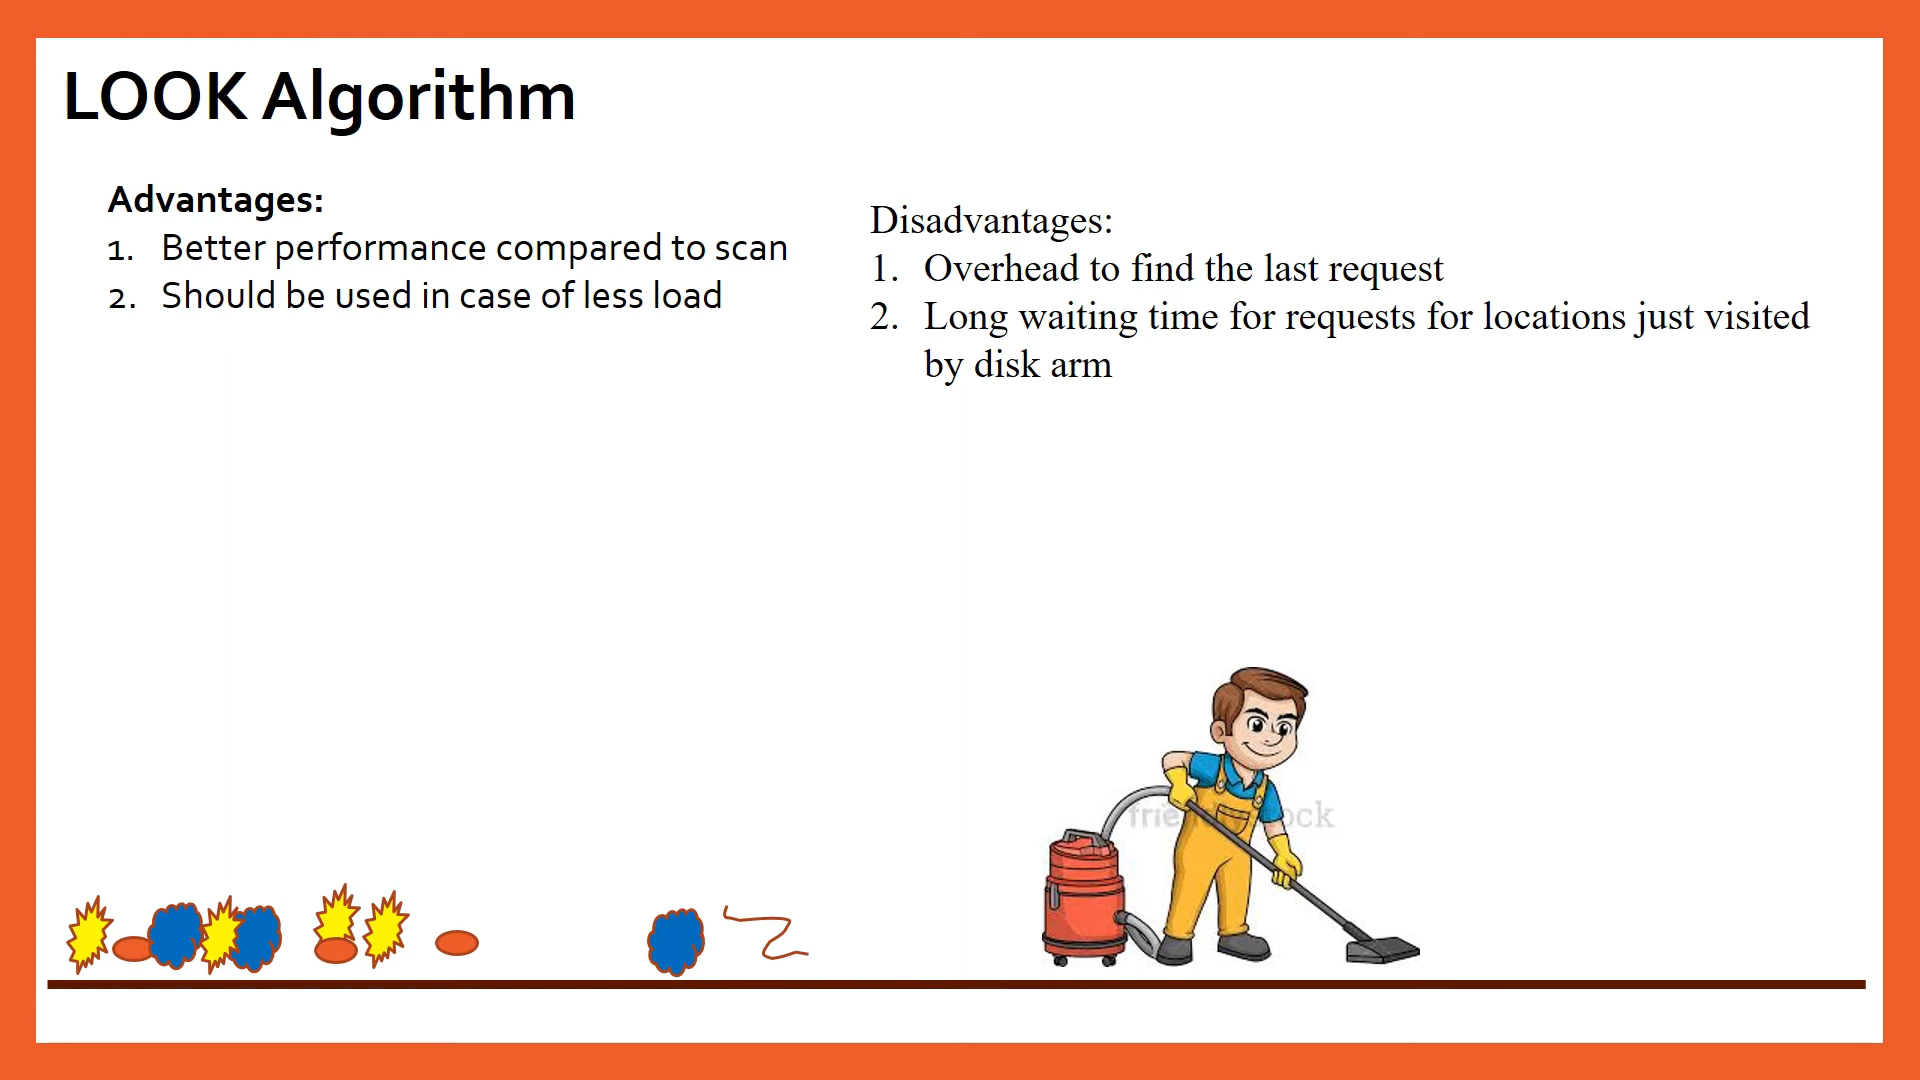 LOOK Algorithm
Advantages:
1. Better performance compared to scan
2. Should be used in case of less load
Disadvantages:
1. Overhead to find the last request
2. Long waiting time for requests for locations just visited
by disk arm